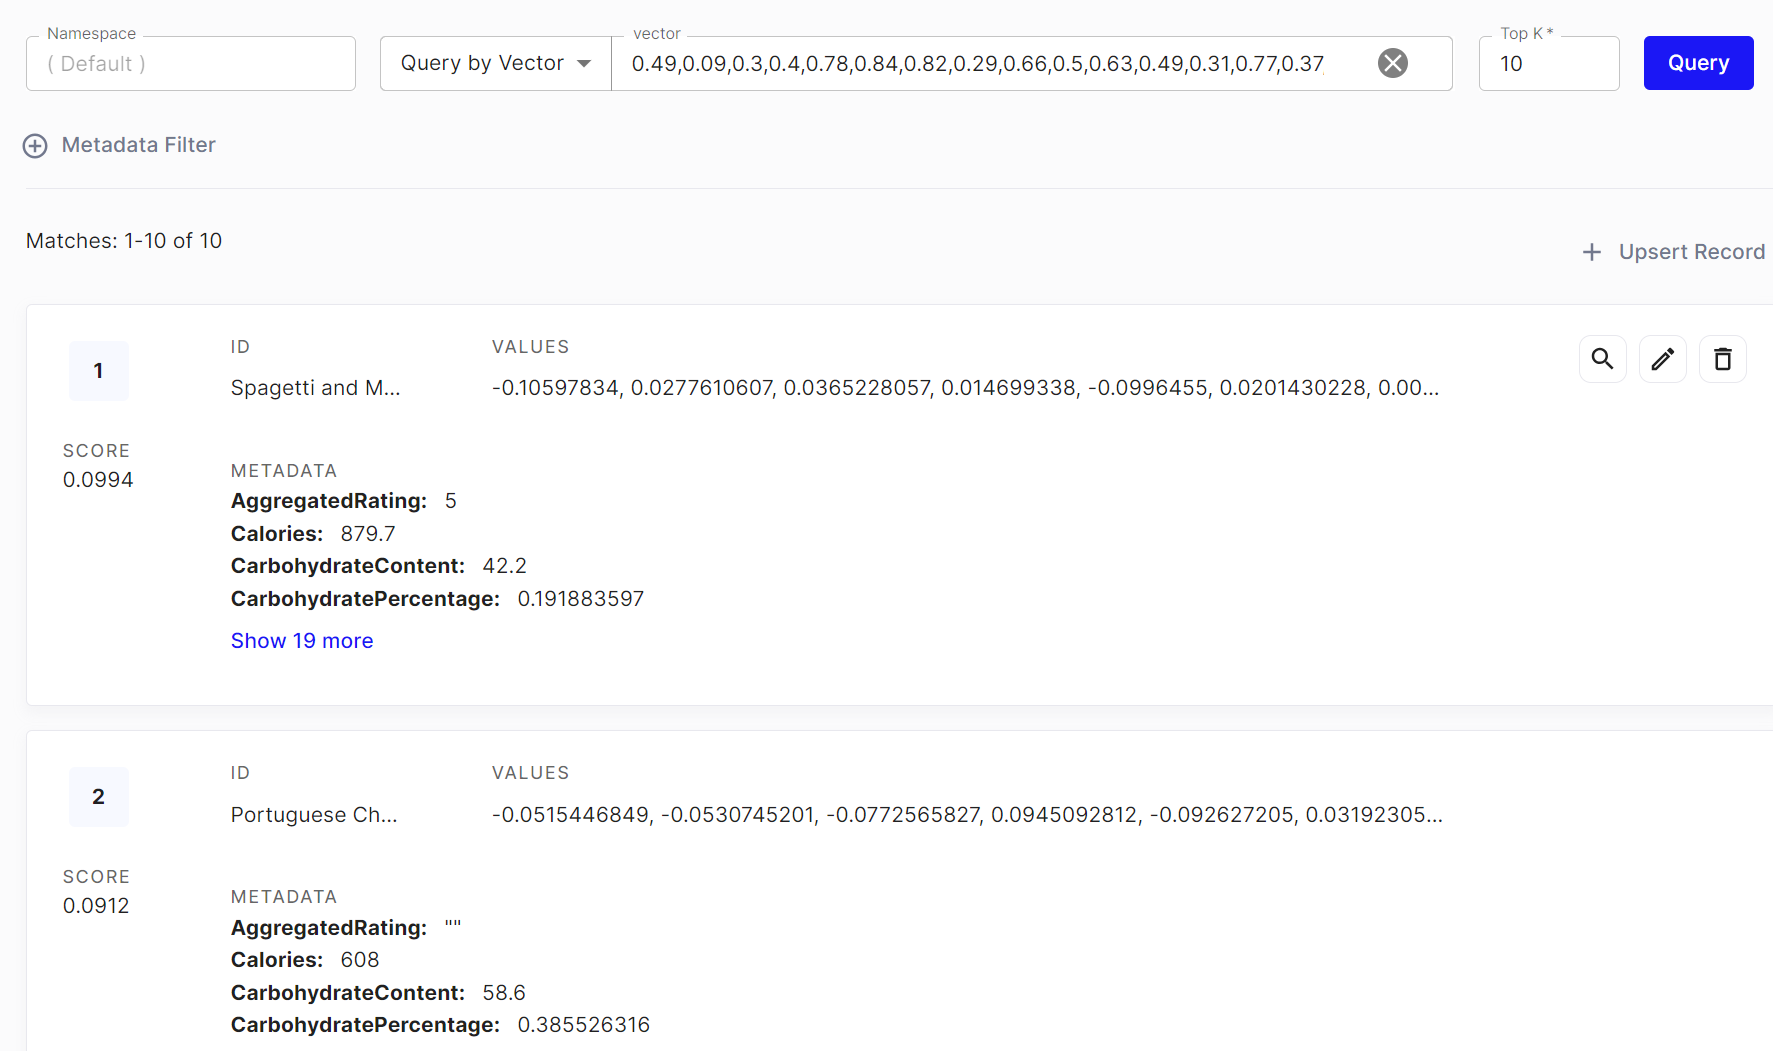 Namespace
( Default )
Query by Vector
vector
0.49,0.09,0.3,0.4,0.78,0.84,0.82,0.29,0.66,0.5,0.63,0.49,0.31,0.77,0.37
Top K*
10
Query
Metadata Filter
Matches: 1-10 of 10
Upsert Record
1
ID
VALUES
Spagetti and M...
-0.10597834, 0.0277610607, 0.0365228057, 0.014699338, -0.0996455, 0.0201430228, 0.00...
SCORE
0.0994
METADATA
AggregatedRating: 5
Calories: 879.7
CarbohydrateContent: 42.2
CarbohydratePercentage: 0.191883597
Show 19 more
2
ID
VALUES
Portuguese Ch...
-0.0515446849, -0.0530745201, -0.0772565827, 0.0945092812, -0.092627205, 0.03192305...
SCORE
0.0912
METADATA
AggregatedRating: ""
Calories: 608
CarbohydrateContent: 58.6
CarbohydratePercentage: 0.385526316